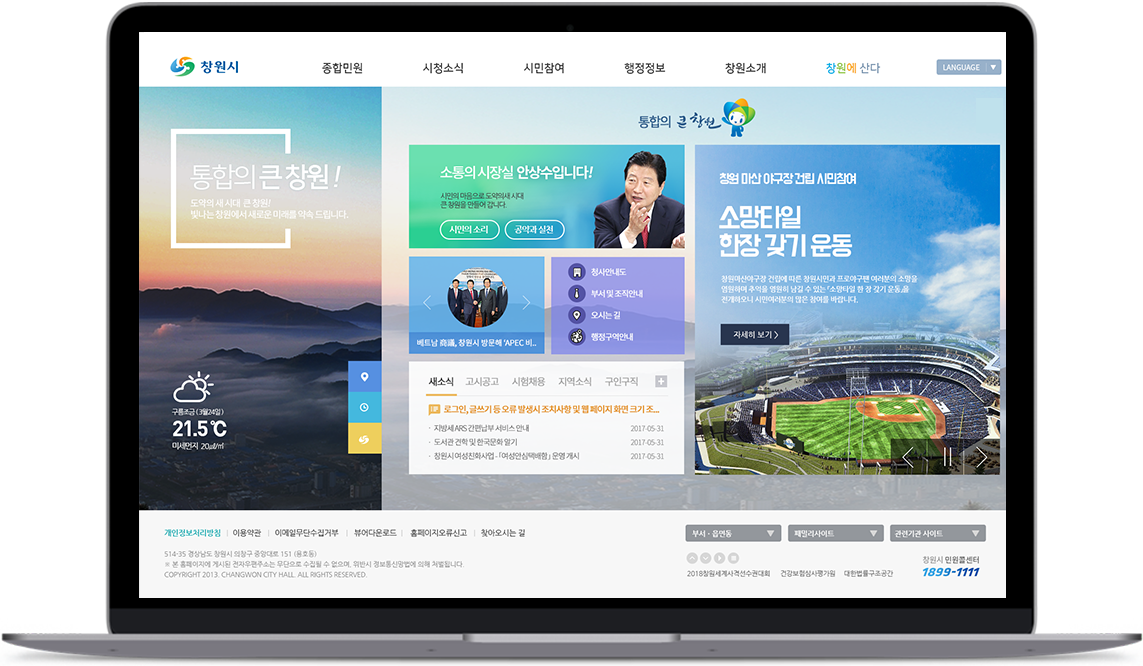 창원시
종합민원
시청소식
시민참여
행정정보
창원소개
창원에 산다
LANGUAGE
통합의 큰 창원
통합의 큰 창원!
도약의 새 시대 큰 창원!
빛나는 창원에서 새로운 미래를 약속 드립니다.
구름조금 (3월24일)
21.5℃
미세먼지 20㎍/㎥
소통의 시장실 안상수입니다!
시민의 마음으로 도약의새 시대
큰 창원을 만들어 갑니다.
시민의 소리
공약과 실천
베트남 商議, 창원시 방문해 'APEC 비..
청사안내도
부서 및 조직안내
오시는 길
행정구역안내
새소식
고시공고
시험채용
지역소식
구인구직
로그인, 글쓰기 등 오류 발생시 조치사항 및 웹 페이지 화면 크기 조...
· 지방세 ARS 간편납부 서비스 안내 2017-05-31
· 도서관 견학 및 한국문화 알기 2017-05-31
· 창원시 여성친화사업 - 「여성안심택배함」 운영 개시 2017-05-31
창원 마산 야구장 건립 시민참여
소망타일
한장 갖기 운동
창원마산야구장 건립에 따른 창원시민과 프로야구팬 여러분의 소망을
염원하며 추억을 영원히 남길 수 있는 「소망타일 한 장 갖기 운동」을
전개하오니 시민여러분의 많은 참여를 바랍니다.
자세히 보기 >
개인정보처리방침
이용약관
이메일무단수집거부
뷰어다운로드
홈페이지오류신고
찾아오시는 길
514-35 경상남도 창원시 의창구 중앙대로 151 (용호동)
※ 본 홈페이지에 게시된 전자우편주소는 무단으로 수집될 수 없으며, 위반시 정보통신망법에 의해 처벌됩니다.
COPYRIGHT 2013. CHANGWON CITY HALL. ALL RIGHTS RESERVED.
부서 · 읍면동
패밀리사이트
관련기관 사이트
2018창원세계사격선수권대회
건강보험심사평가원
대한법률구조공간
창원시 민원콜센터
1899-1111